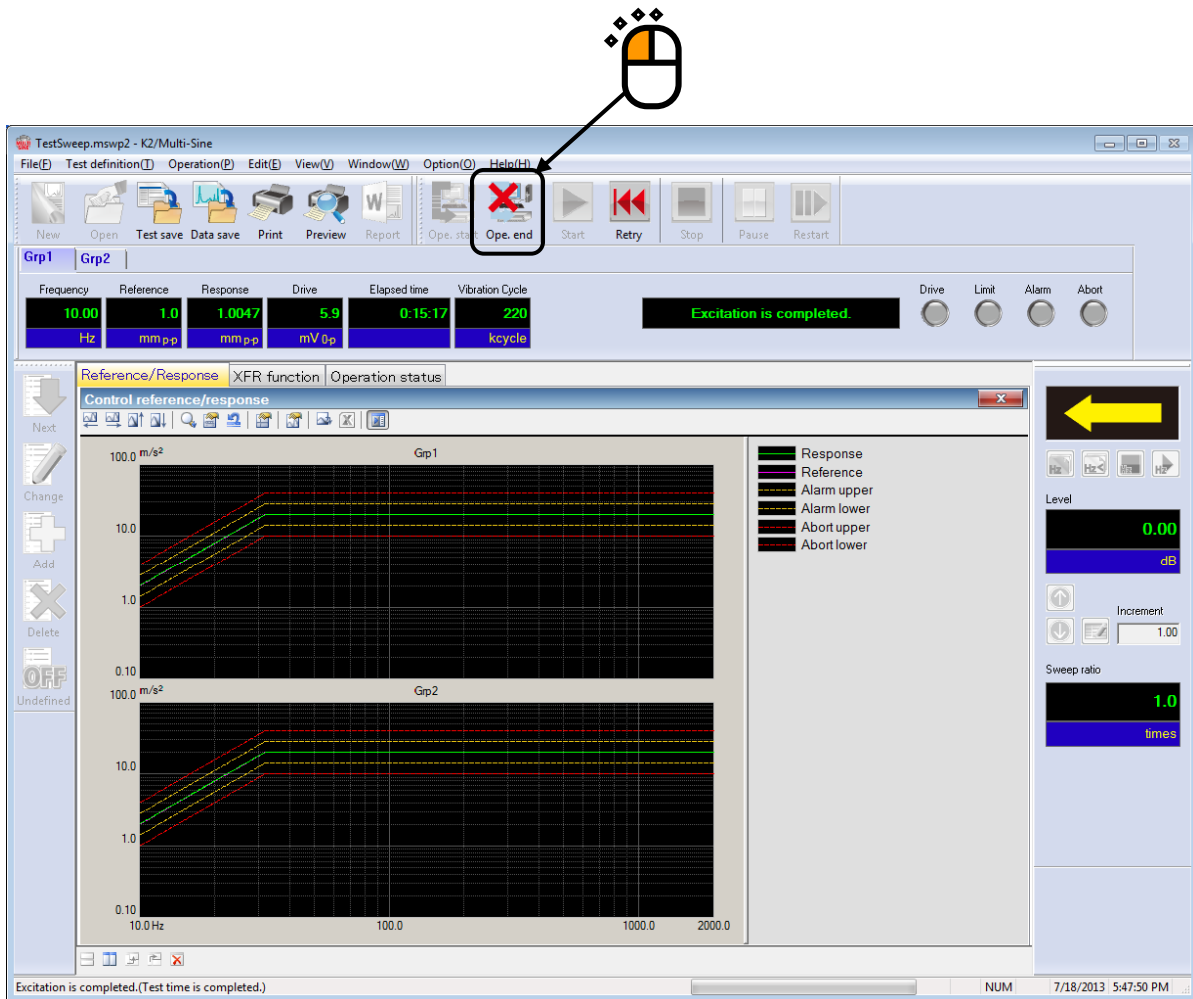 TestSweep.mswp2 - K2/Multi-Sine
File(F) Test definition(T) Operation(P) Edit(E) View(V) Window(W) Option(O) Help(H)
New Open Test save Data save Print Preview Report Ope. start Ope. end Start Retry Stop Pause Restart
Grp1 Grp2
Frequency Reference Response Drive Elapsed time Vibration Cycle Drive Limit Alarm Abort
10.00 1.0 1.0047 5.9 0:15:17 220 Excitation is completed.
Hz mm p-p mm p-p mV 0-p kcycle
Reference/Response XFR function Operation status
Control reference/response
Next
Change
Add
Delete
OFF
Undefined
100.0 m/s² Grp1
10.0
1.0
0.10
100.0 m/s² Grp2
10.0
1.0
0.10
10.0 Hz 100.0 1000.0 2000.0
Response
Reference
Alarm upper
Alarm lower
Abort upper
Abort lower
Level
0.00
dB
Increment
1.00
Sweep ratio
1.0
times
Excitation is completed.(Test time is completed.) NUM 7/18/2013 5:47:50 PM